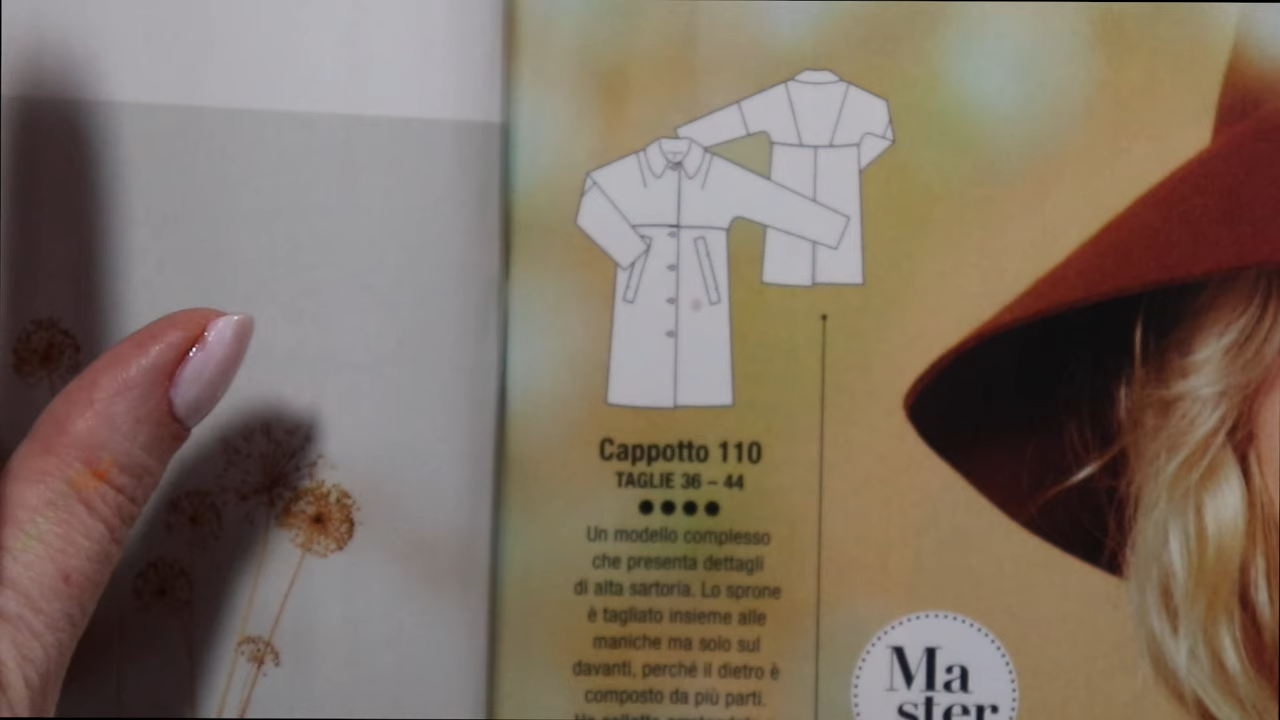 Cappotto 110
TAGLIE 36 – 44
Un modello complesso
che presenta dettagli
di alta sartoria. Lo sprone
è tagliato insieme alle
maniche ma solo sul
davanti, perché il dietro è
composto da più parti.
Ma
ster